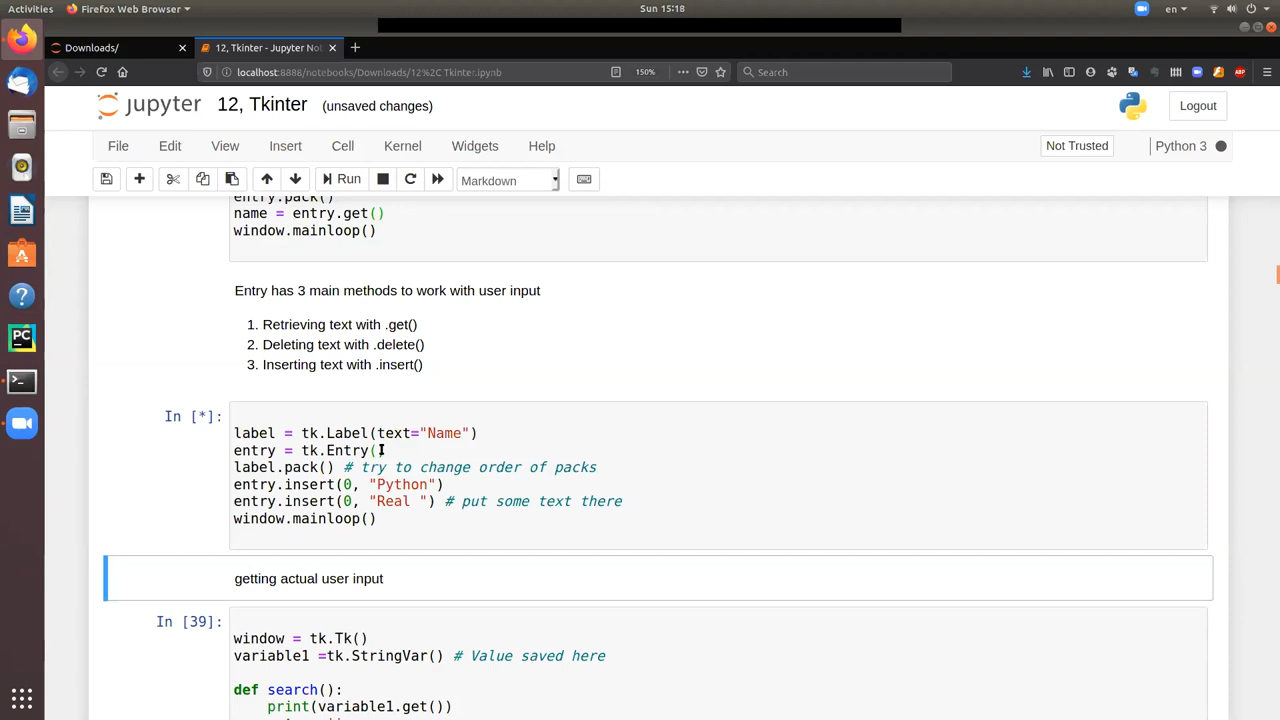 Activities Firefox Web Browser Sun 15:18 en
Downloads/ 12, Tkinter - Jupyter Not
localhost:8888/notebooks/Downloads/12%2C Tkinter.ipynb 150% Search
ABP
jupyter 12, Tkinter (unsaved changes) Logout
File Edit View Insert Cell Kernel Widgets Help Not Trusted Python 3
Run Markdown
entry.pack()
name = entry.get()
window.mainloop()
Entry has 3 main methods to work with user input
1. Retrieving text with .get()
2. Deleting text with .delete()
3. Inserting text with .insert()
In [*]:
label = tk.Label(text="Name")
entry = tk.Entry()
label.pack() # try to change order of packs
entry.insert(0, "Python")
entry.insert(0, "Real ") # put some text there
window.mainloop()
getting actual user input
In [39]:
window = tk.Tk()
variable1 =tk.StringVar() # Value saved here
def search():
print(variable1.get())
PC